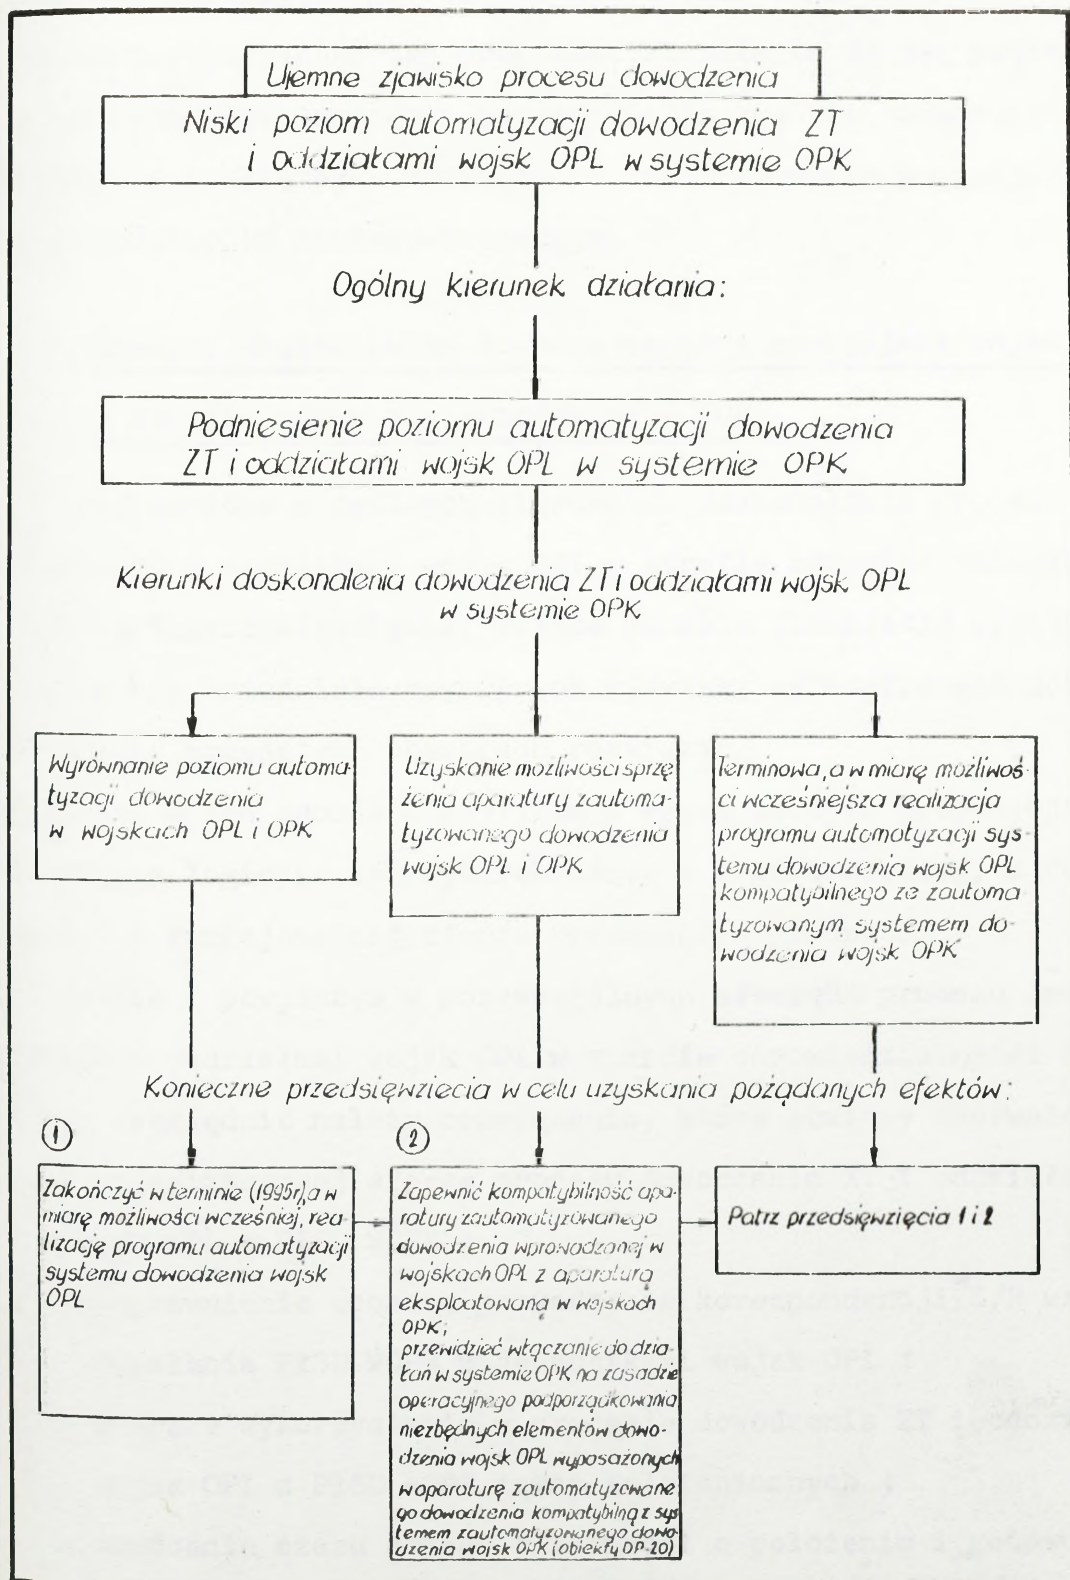 Ujemne zjawisko procesu dowodzenia
Niski poziom automatyzacji dowodzenia ZT
i oddziałami wojsk OPL w systemie OPK
Ogólny kierunek działania:
Podniesienie poziomu automatyzacji dowodzenia
ZT i oddziałami wojsk OPL w systemie OPK
Kierunki doskonalenia dowodzenia ZT i oddziałami wojsk OPL
w systemie OPK
Wyrównanie poziomu automa-
tyzacji dowodzenia
w wojskach OPL i OPK
Uzyskanie możliwości sprzę
żenia aparatury zautoma-
tyzowanego dowodzenia
wojsk OPL i OPK
Terminowa, a w miarę możliwoś-
ci wcześniejsza realizacja
programu automatyzacji sys-
temu dowodzenia wojsk OPL
kompatybilnego ze zautoma
tyzowanym systemem do-
wodzenia wojsk OPK
Konieczne przedsięwzięcia w celu uzyskania pożądanych efektów:
1
Zakończyć w terminie (1995r), a w
miarę możliwości wcześniej, rea-
lizację programu automatyzacji
systemu dowodzenia wojsk
OPL
2
Zapewnić kompatybilność apa-
ratury zautomatyzowanego
dowodzenia wprowadzanej w
wojskach OPL z aparaturą
eksploatowaną w wojskach
OPK;
przewidzieć włączanie do dzia-
łań w systemie OPK na zasadzie
operacyjnego podporządkowania
niezbędnych elementów dowo-
dzenia wojsk OPL wyposażonych
w aparaturę zautomatyzowane
go dowodzenia kompatybilną z sys
temem zautomatyzowanego dowo-
dzenia wojsk OPK (obiekty DP-20)
Patrz przedsięwzięcia 1 i 2